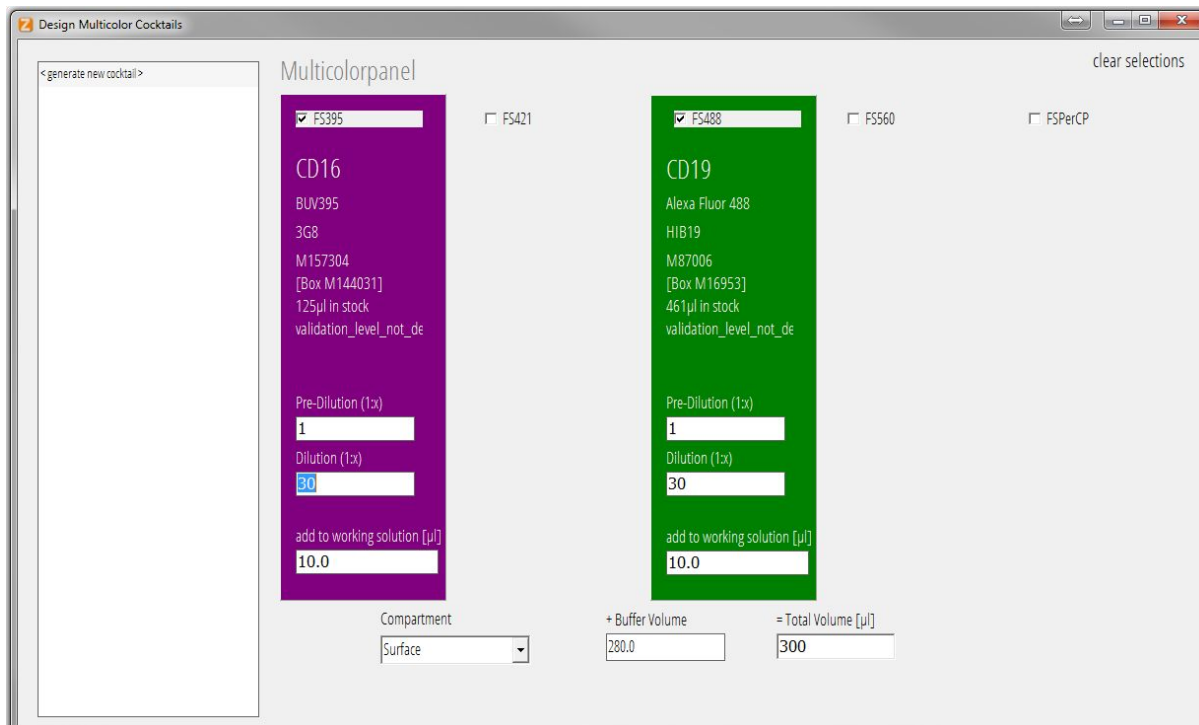 Design Multicolor Cocktails
clear selections
< generate new cocktail >
Multicolorpanel
FS395
FS421
FS488
FS560
FSPerCP
CD16
BUV395
3G8
M157304
[Box M144031]
125µl in stock
validation_level_not_de
Pre-Dilution (1:x)
1
Dilution (1:x)
30
add to working solution [µl]
10.0
CD19
Alexa Fluor 488
HIB19
M87006
[Box M16953]
461µl in stock
validation_level_not_de
Pre-Dilution (1:x)
1
Dilution (1:x)
30
add to working solution [µl]
10.0
Compartment
Surface
+ Buffer Volume
280.0
= Total Volume [µl]
300